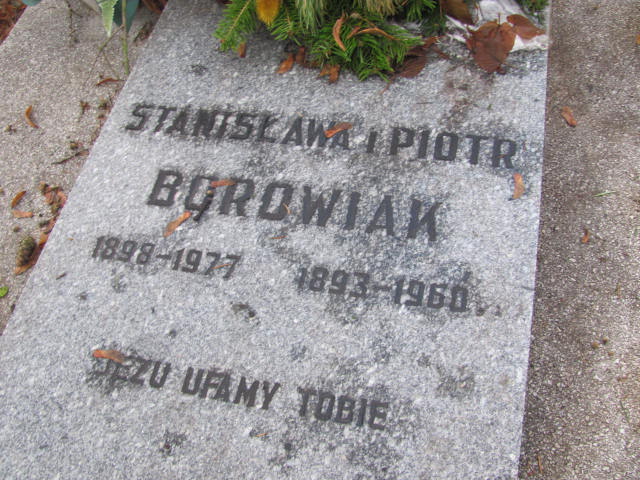 STANISŁAWA i PIOTR
BOROWIAK
1898-1977 1893-1960
JEZU UFAMY TOBIE